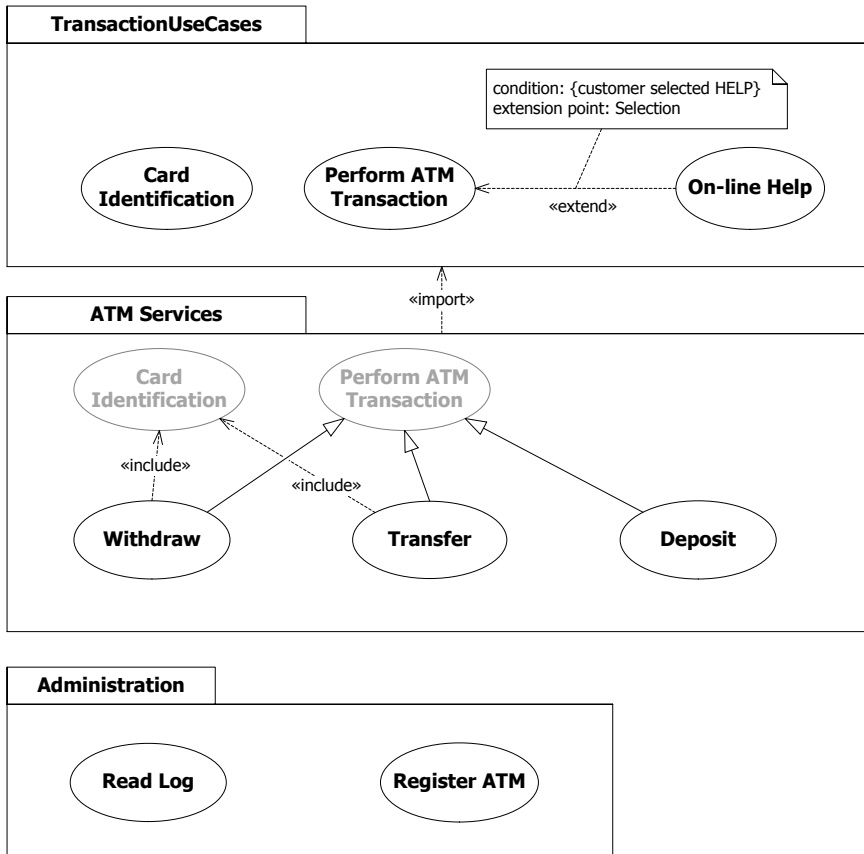 TransactionUseCases
condition: {customer selected HELP}
extension point: Selection
Card
Identification
Perform ATM
Transaction
On-line Help
«extend»
«import»
ATM Services
Card
Identification
Perform ATM
Transaction
«include»
«include»
Withdraw
Transfer
Deposit
Administration
Read Log
Register ATM